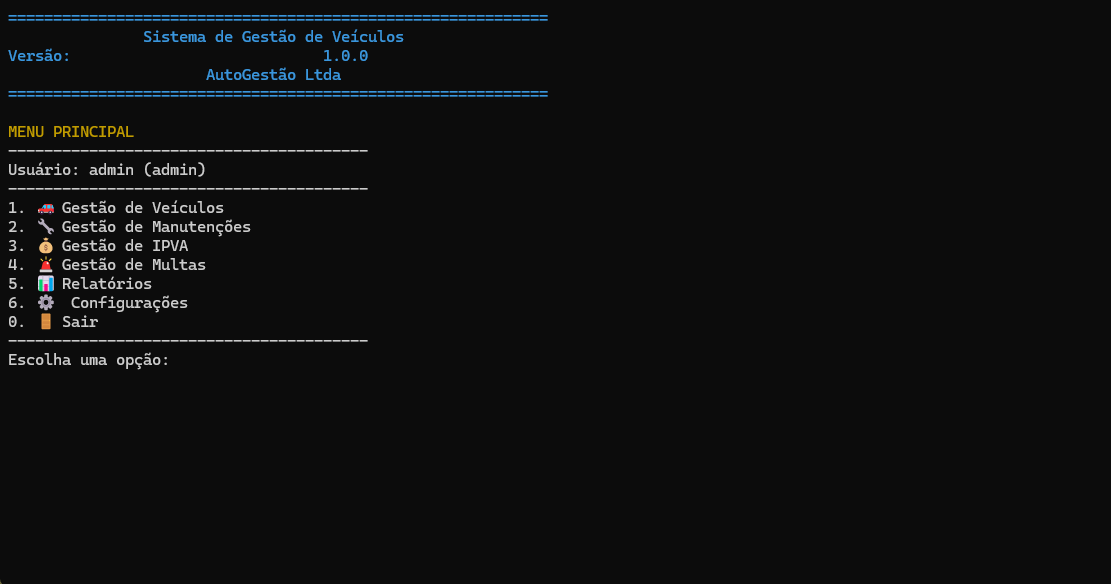 ============================================================
Sistema de Gestão de Veículos
Versão: 1.0.0
AutoGestão Ltda
============================================================
MENU PRINCIPAL
----------------------------------------
Usuário: admin (admin)
----------------------------------------
1. 🚗 Gestão de Veículos
2. 🔧 Gestão de Manutenções
3. 💰 Gestão de IPVA
4. 🚨 Gestão de Multas
5. 📊 Relatórios
6. ⚙️ Configurações
0. 🚪 Sair
----------------------------------------
Escolha uma opção: